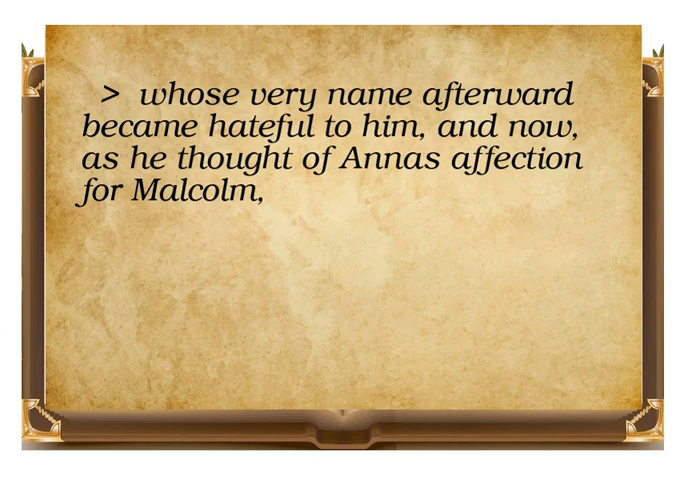 > whose very name afterward
became hateful to him, and now,
as he thought of Annas affection
for Malcolm,